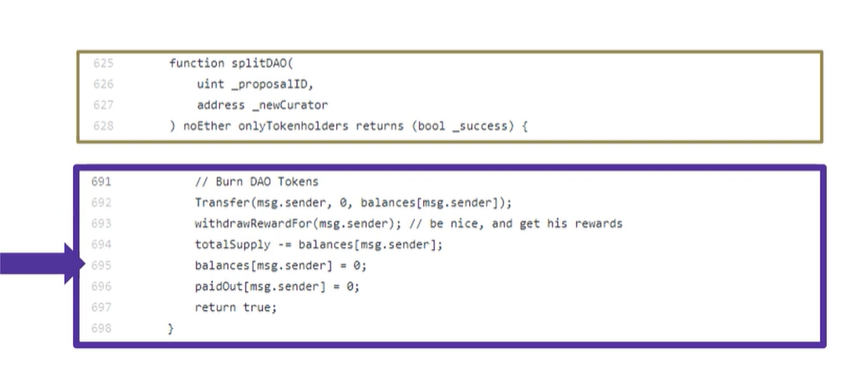 625 function splitDAO(
626 uint _proposalID,
627 address _newCurator
628 ) noEther onlyTokenholders returns (bool _success) {
691 // Burn DAO Tokens
692 Transfer(msg.sender, 0, balances[msg.sender]);
693 withdrawRewardFor(msg.sender); // be nice, and get his rewards
694 totalSupply -= balances[msg.sender];
695 balances[msg.sender] = 0;
696 paidOut[msg.sender] = 0;
697 return true;
698 }